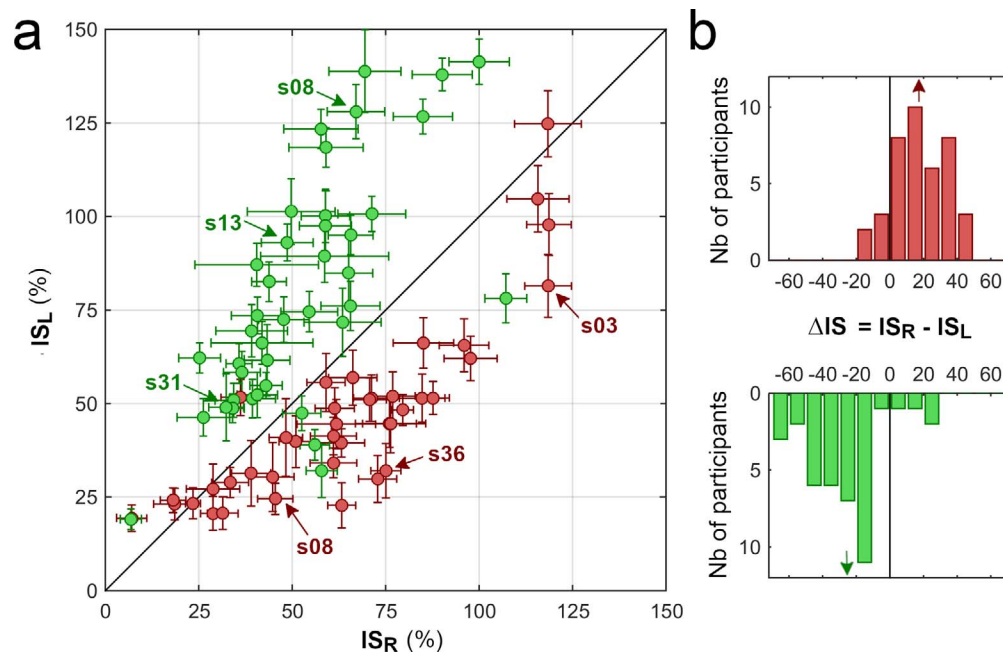 a
b
150
125
100
75
50
25
0
· IS_L (%)
0
25
50
75
100
125
150
IS_R (%)
s08
s13
s31
s03
s36
s08
Nb of participants
10
5
0
-60 -40 -20 0 20 40 60
ΔIS = IS_R - IS_L
-60 -40 -20 0 20 40 60
Nb of participants
0
5
10